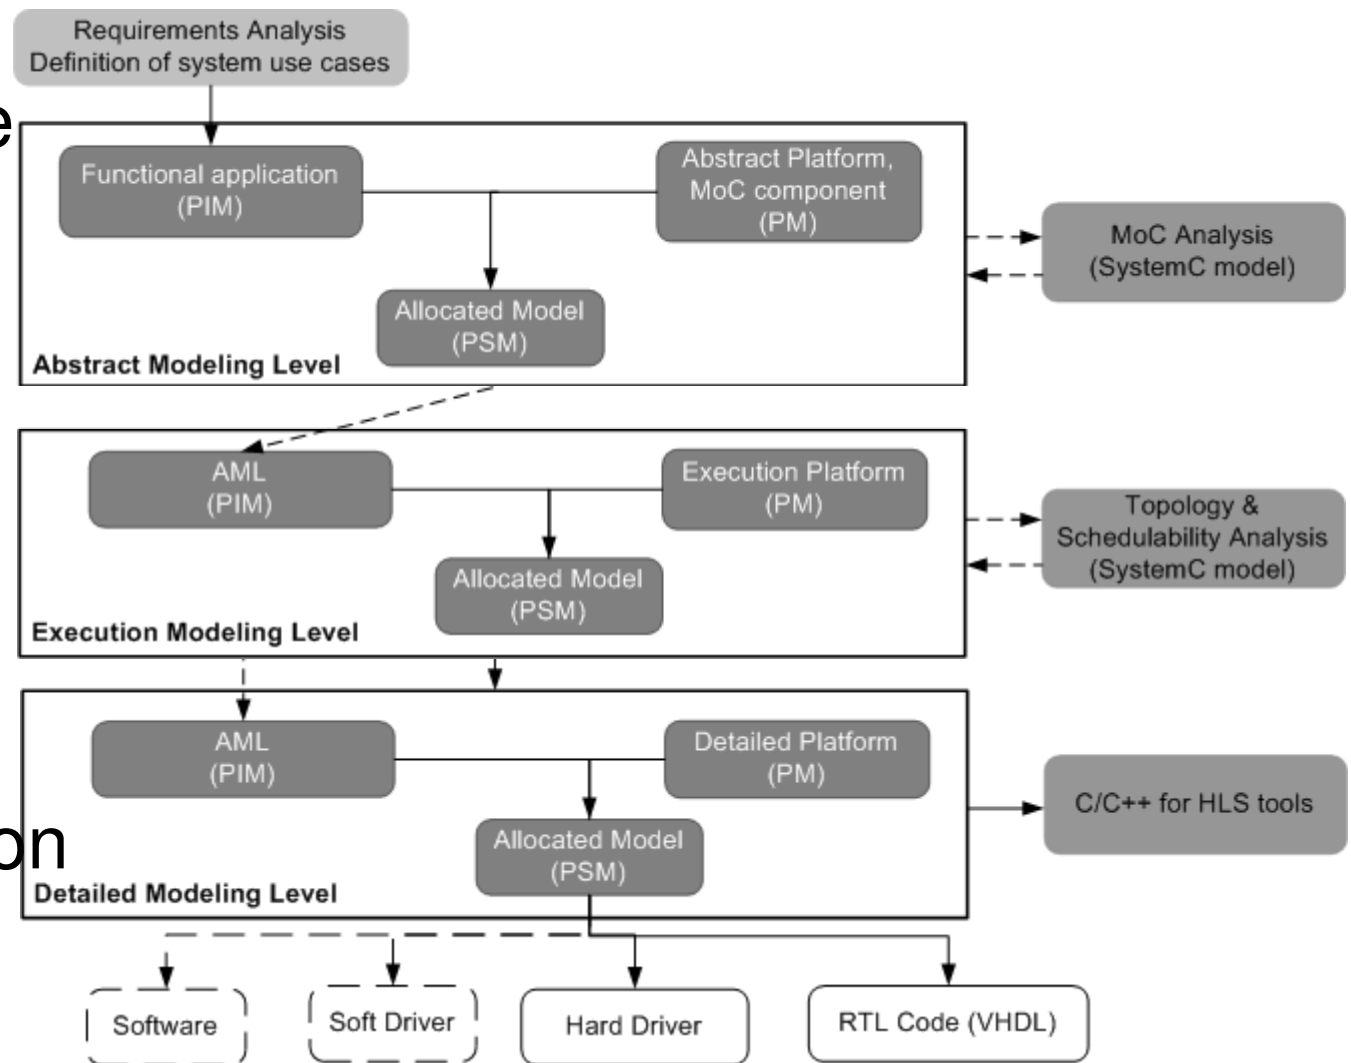 Requirements Analysis
Definition of system use cases
e
Functional application
(PIM)
Abstract Platform,
MoC component
(PM)
MoC Analysis
(SystemC model)
Allocated Model
(PSM)
Abstract Modeling Level
AML
(PIM)
Execution Platform
(PM)
Topology &
Schedulability Analysis
(SystemC model)
Allocated Model
(PSM)
Execution Modeling Level
AML
(PIM)
Detailed Platform
(PM)
C/C++ for HLS tools
Allocated Model
(PSM)
on
Detailed Modeling Level
Software
Soft Driver
Hard Driver
RTL Code (VHDL)